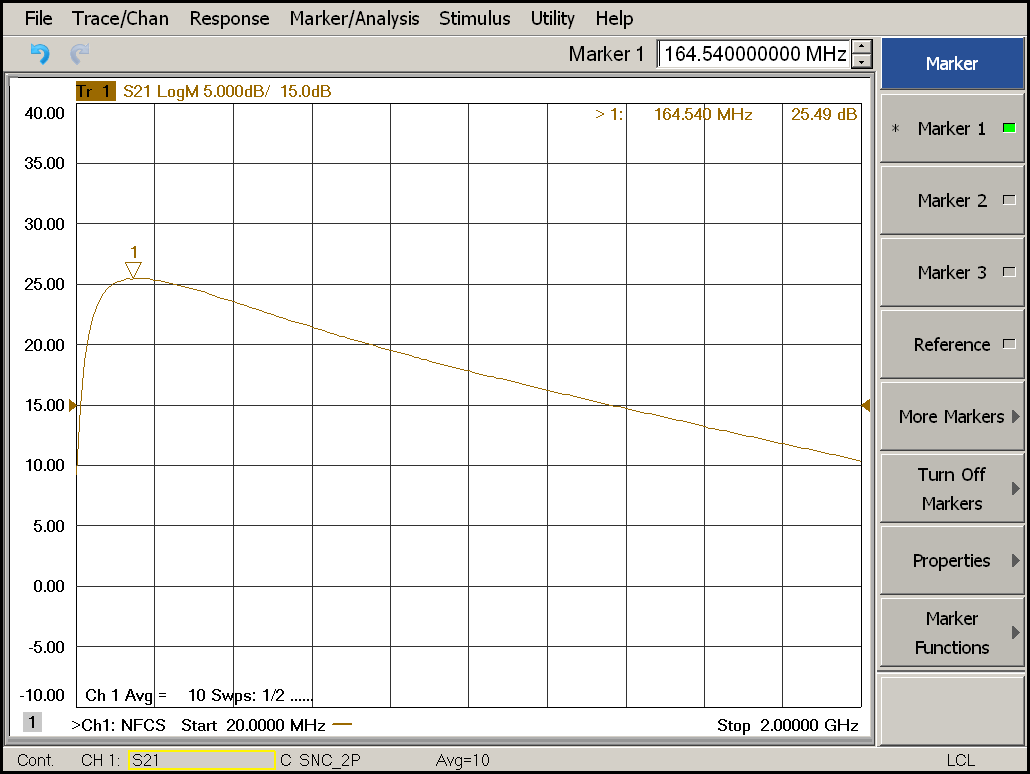 File Trace/Chan Response Marker/Analysis Stimulus Utility Help
Marker 1 164.540000000 MHz
Marker
Tr 1 S21 LogM 5.000dB/ 15.0dB
> 1: 164.540 MHz 25.49 dB
40.00
35.00
30.00
25.00
20.00
15.00
10.00
5.00
0.00
-5.00
-10.00
1
Ch 1 Avg = 10 Swps: 1/2 ......
1 >Ch1: NFCS Start 20.0000 MHz Stop 2.00000 GHz
* Marker 1
Marker 2
Marker 3
Reference
More Markers
Turn Off
Markers
Properties
Marker
Functions
Cont. CH 1: S21 C SNC_2P Avg=10 LCL